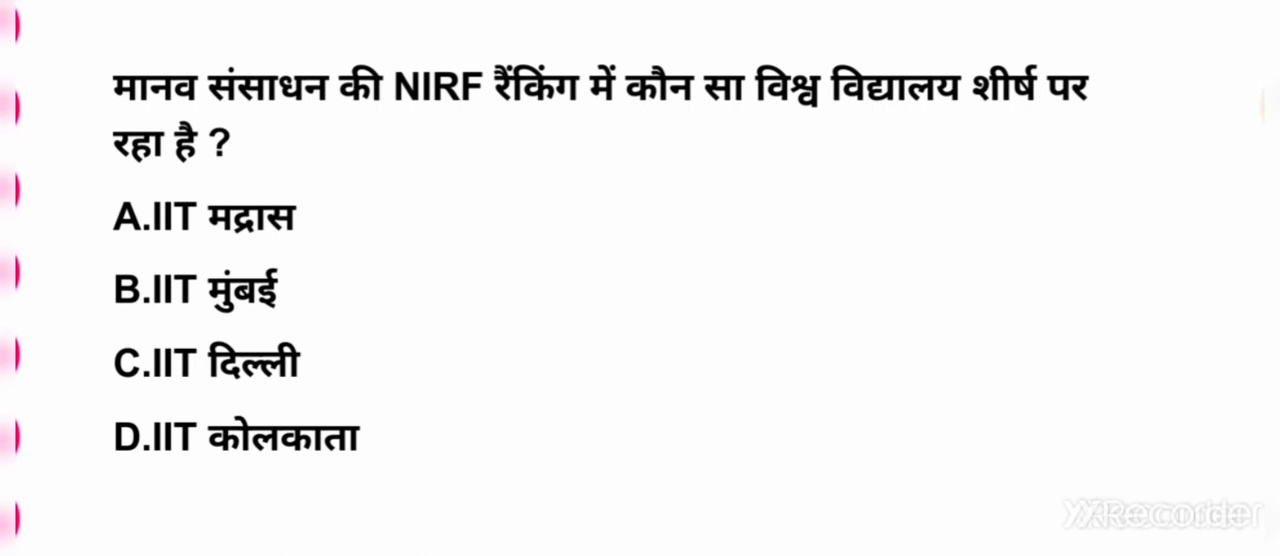 मानव संसाधन की NIRF रैंकिंग में कौन सा विश्व विद्यालय शीर्ष पर
रहा है ?
A.IIT मद्रास
B.IIT मुंबई
C.IIT दिल्ली
D.IIT कोलकाता
XRecorder